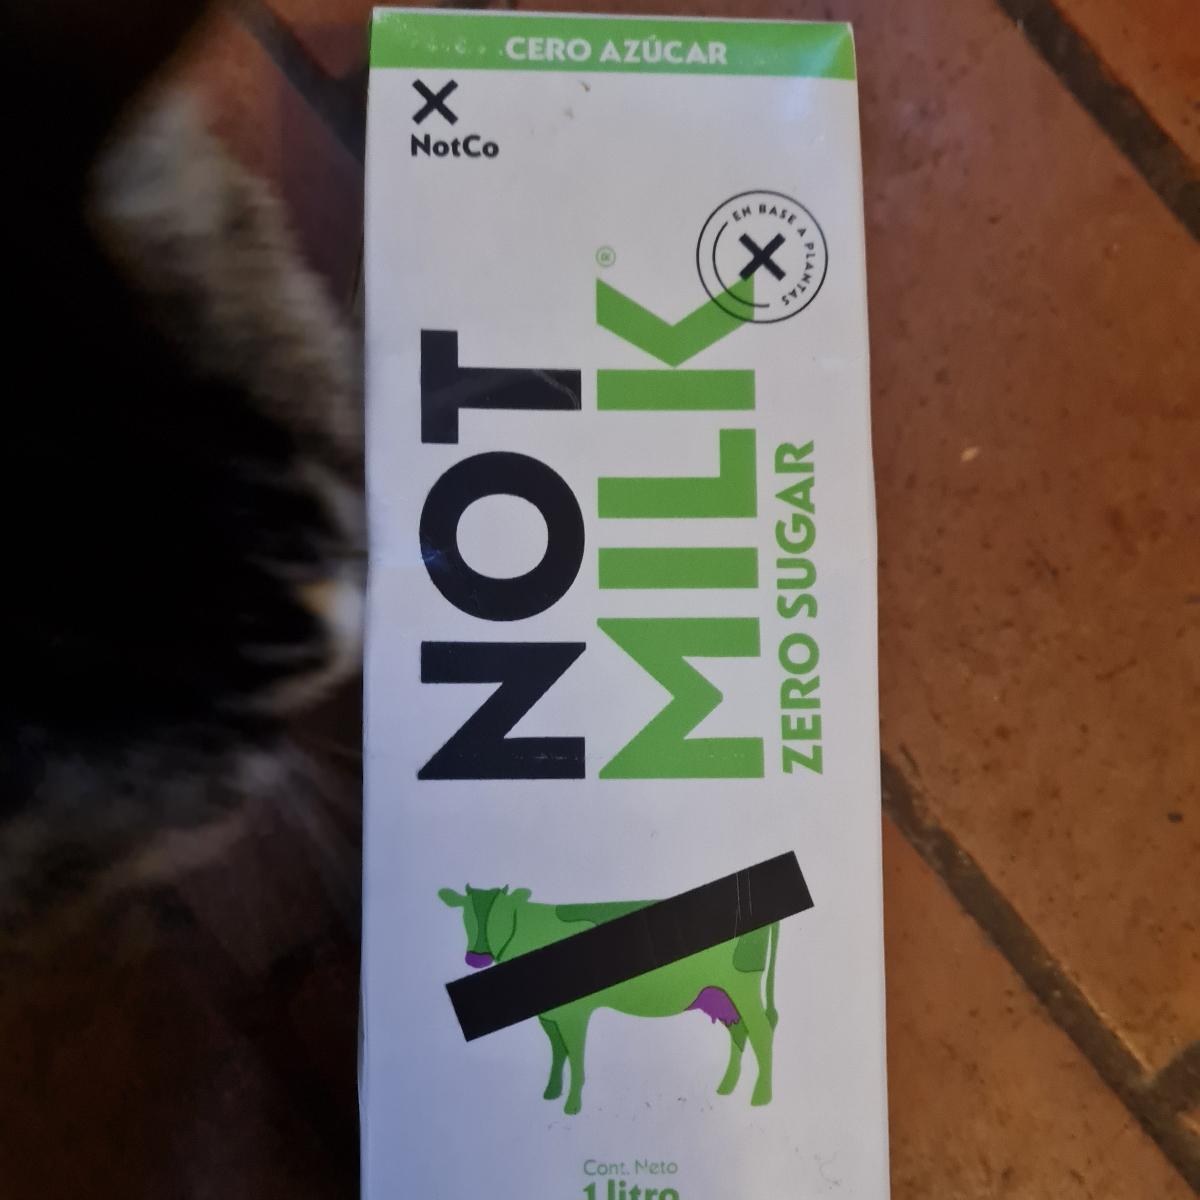 CERO AZÚCAR
NotCo
EN BASE A PLANTAS
NOT
MILK®
ZERO SUGAR
Cont. Neto
1 litro